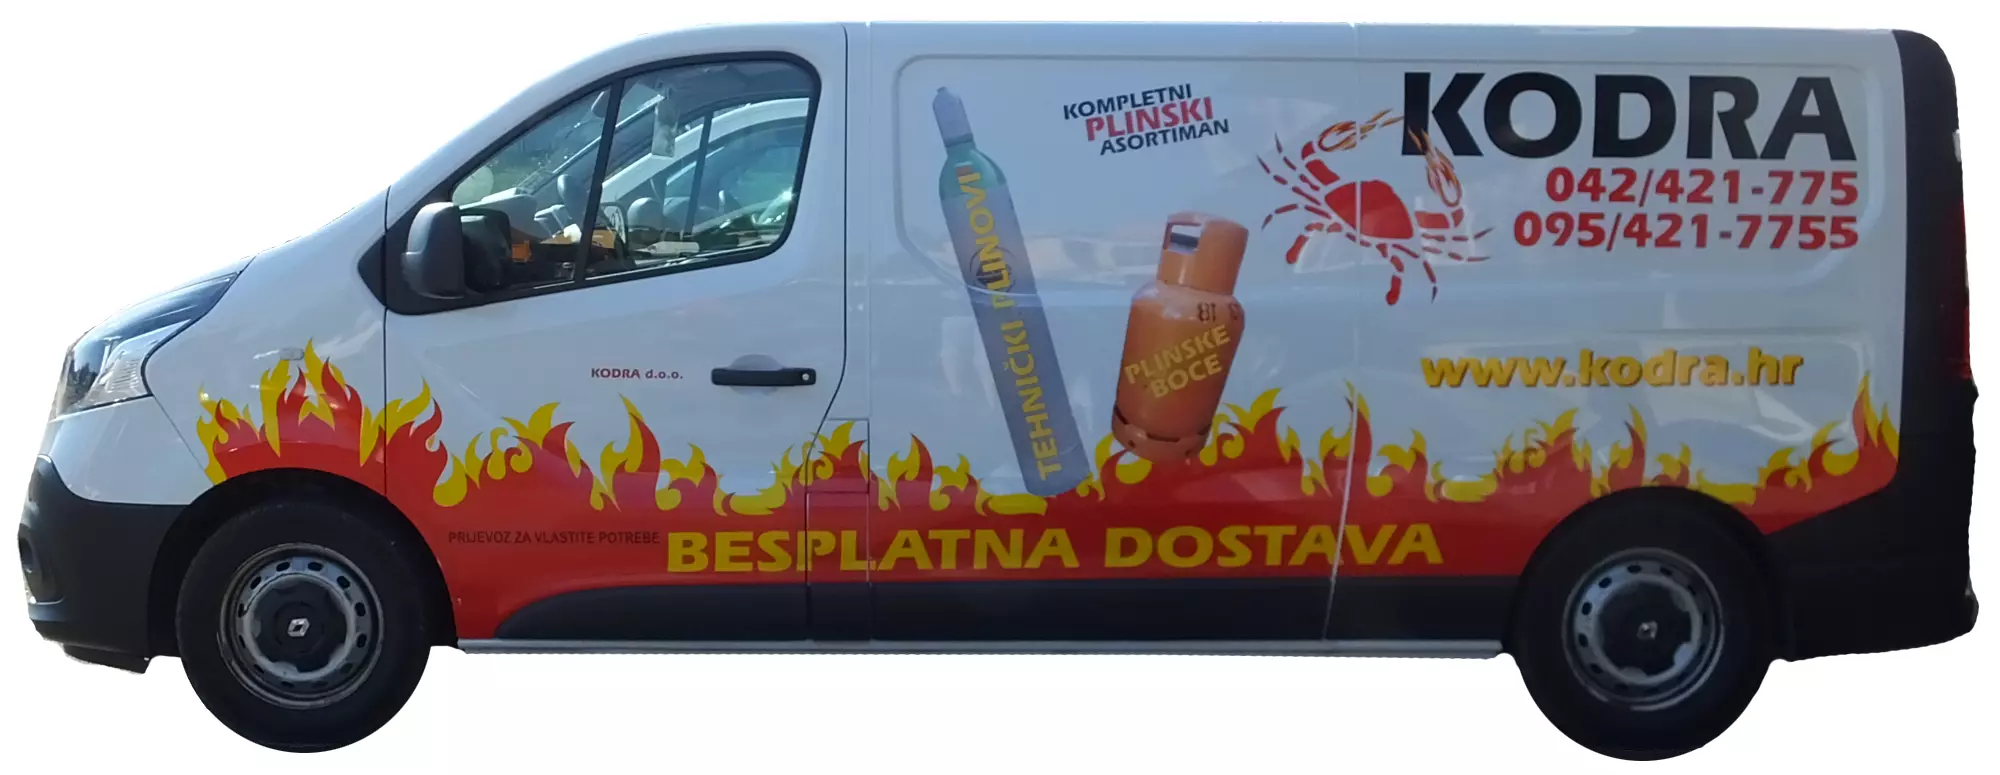 KOMPLETNI
PLINSKI
ASORTIMAN
KODRA
042/421-775
095/421-7755
TEHNIČKI PLINOVI
PLINSKE
BOCE
www.kodra.hr
KODRA d.o.o.
PRIJEVOZ ZA VLASTITE POTREBE
BESPLATNA DOSTAVA